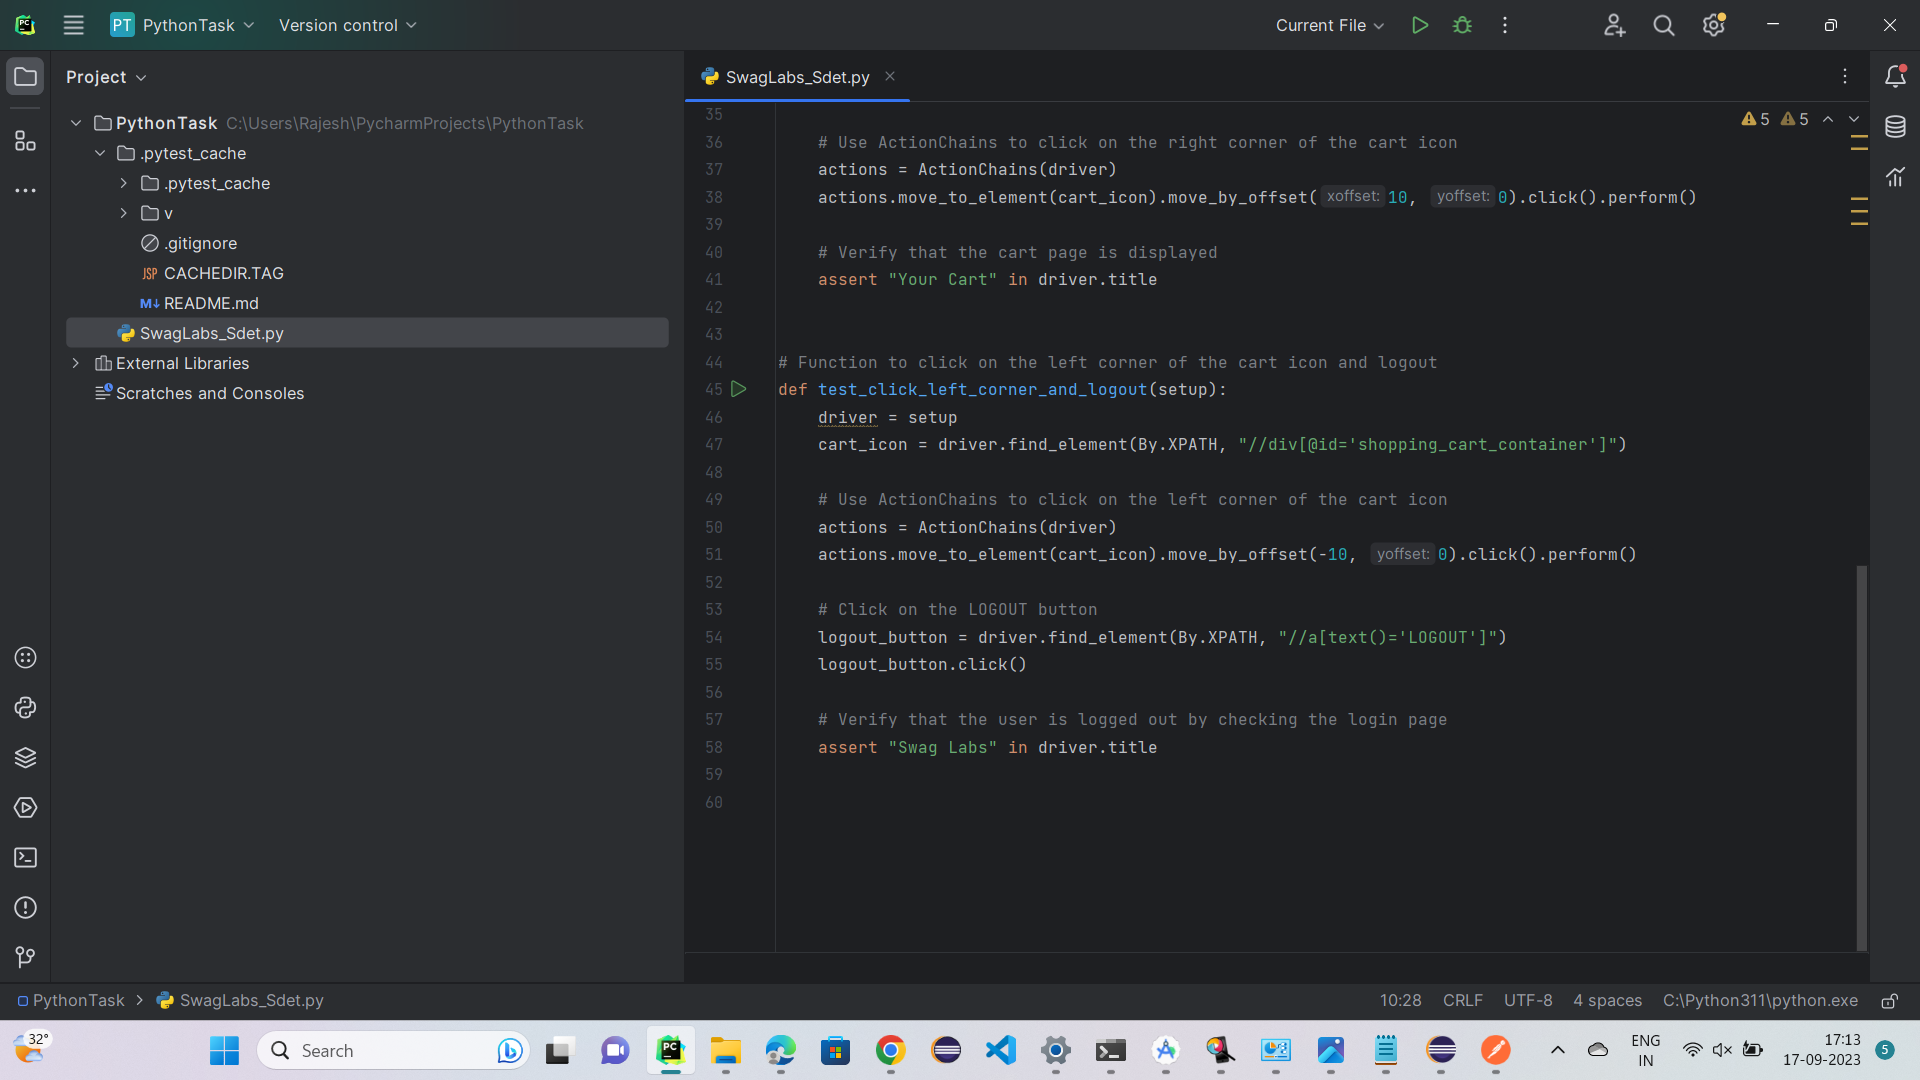 PT PythonTask Version control Current File
Project
SwagLabs_Sdet.py
PythonTask C:\Users\Rajesh\PycharmProjects\PythonTask
.pytest_cache
.pytest_cache
v
.gitignore
JSP CACHEDIR.TAG
M↓ README.md
SwagLabs_Sdet.py
External Libraries
Scratches and Consoles
5 5
35
36 # Use ActionChains to click on the right corner of the cart icon
37 actions = ActionChains(driver)
38 actions.move_to_element(cart_icon).move_by_offset( xoffset: 10, yoffset: 0).click().perform()
39
40 # Verify that the cart page is displayed
41 assert "Your Cart" in driver.title
42
43
44 # Function to click on the left corner of the cart icon and logout
45 def test_click_left_corner_and_logout(setup):
46 driver = setup
47 cart_icon = driver.find_element(By.XPATH, "//div[@id='shopping_cart_container']")
48
49 # Use ActionChains to click on the left corner of the cart icon
50 actions = ActionChains(driver)
51 actions.move_to_element(cart_icon).move_by_offset(-10, yoffset: 0).click().perform()
52
53 # Click on the LOGOUT button
54 logout_button = driver.find_element(By.XPATH, "//a[text()='LOGOUT']")
55 logout_button.click()
56
57 # Verify that the user is logged out by checking the login page
58 assert "Swag Labs" in driver.title
59
60
PythonTask > SwagLabs_Sdet.py 10:28 CRLF UTF-8 4 spaces C:\Python311\python.exe
32° Search PC ENG IN 17:13 17-09-2023 5